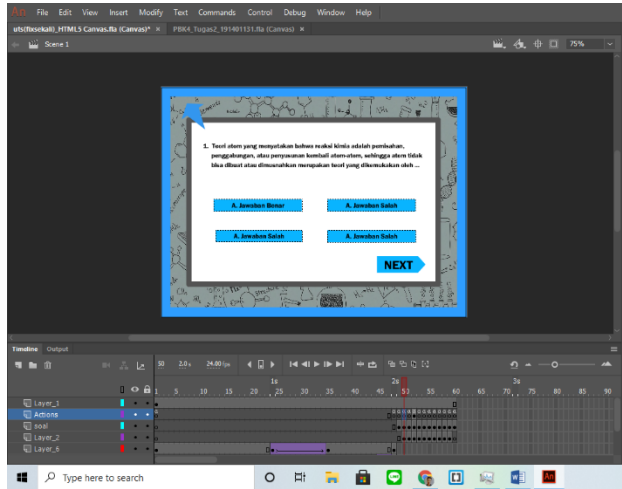 An File Edit View Insert Modify Text Commands Control Debug Window Help
uts(fixsekali)_HTML5 Canvas.fla (Canvas)* × PBK4_Tugas2_191401131.fla (Canvas) ×
Scene 1 75%
1. Teori atom yang menyatakan bahwa reaksi kimia adalah pemisahan,
penggabungan, atau penyusunan kembali atom-atom, sehingga atom tidak
bisa dibuat atau dimusnahkan merupakan teori yang dikemukakan oleh ...
A. Jawaban Benar A. Jawaban Salah
A. Jawaban Salah A. Jawaban Salah
NEXT
Timeline Output
50 2.0s 24.00 fps
1s 2s 3s
1 5 10 15 20 25 30 35 40 45 50 55 60 65 70 75 80 85 90
Layer_1
Actions
soal
Layer_2
Layer_6
Type here to search An